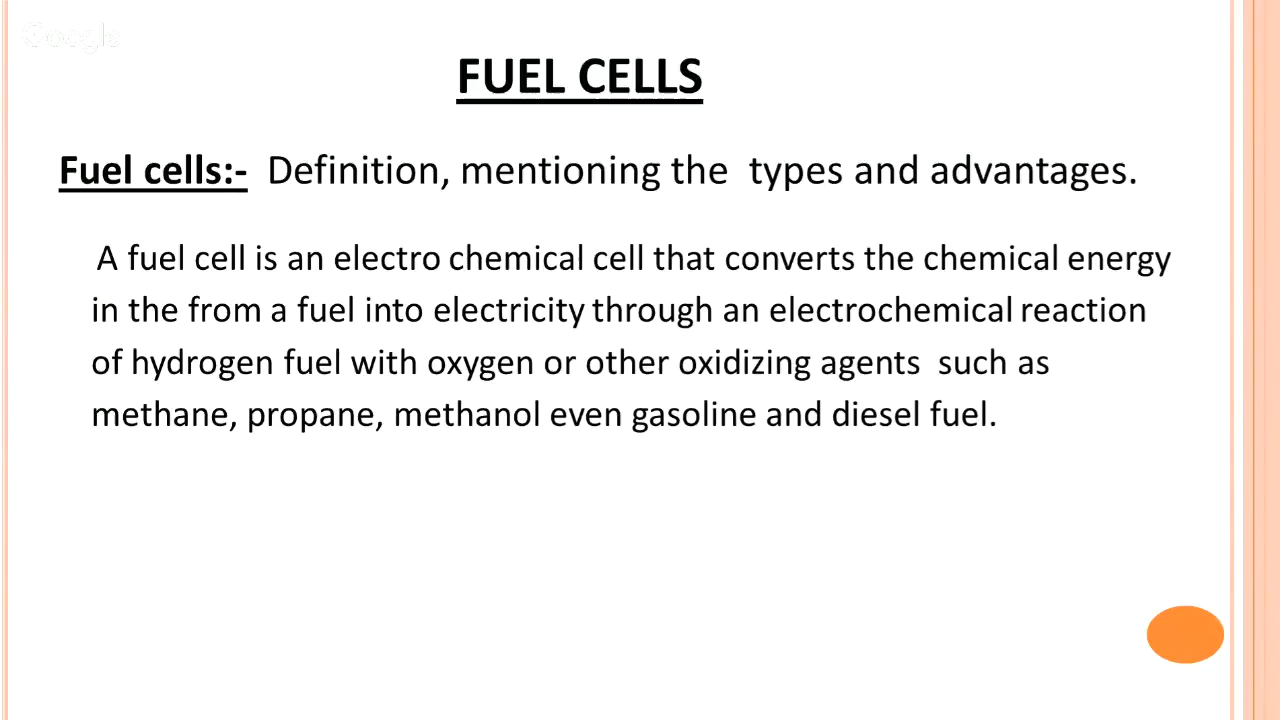 Google
FUEL CELLS
Fuel cells:- Definition, mentioning the types and advantages.
A fuel cell is an electro chemical cell that converts the chemical energy
in the from a fuel into electricity through an electrochemical reaction
of hydrogen fuel with oxygen or other oxidizing agents such as
methane, propane, methanol even gasoline and diesel fuel.